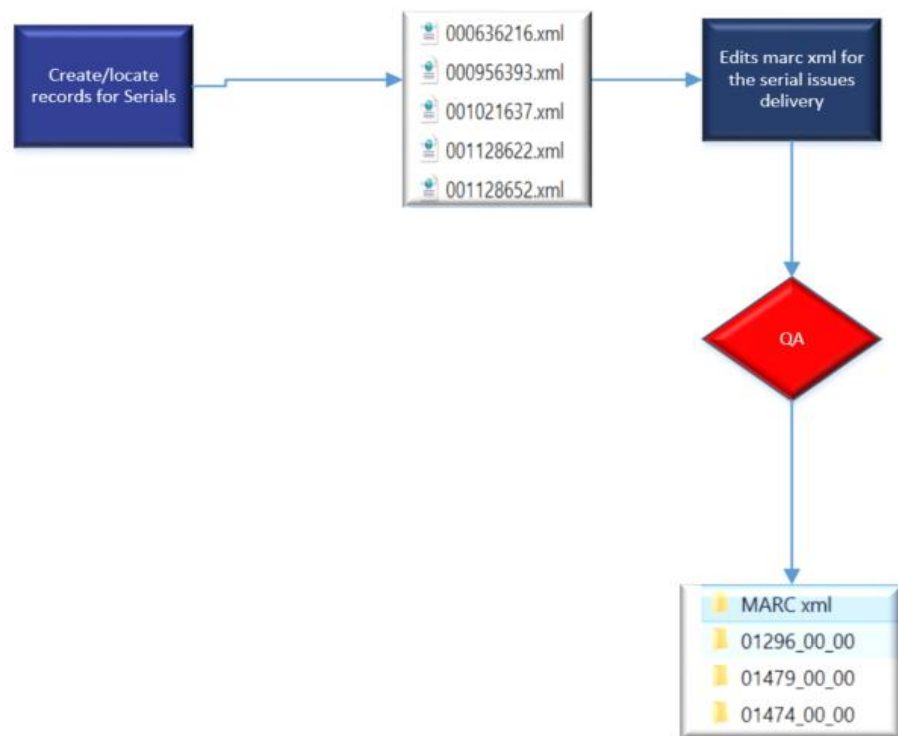 Create/locate
records for Serials
000636216.xml
000956393.xml
001021637.xml
001128622.xml
001128652.xml
Edits marc xml for
the serial issues
delivery
QA
MARC xml
01296_00_00
01479_00_00
01474_00_00